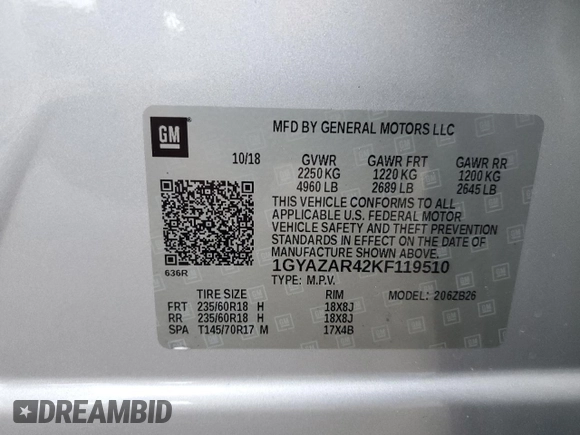 GM
MFD BY GENERAL MOTORS LLC
10/18 GVWR GAWR FRT GAWR RR
2250 KG 1220 KG 1200 KG
4960 LB 2689 LB 2645 LB
THIS VEHICLE CONFORMS TO ALL
APPLICABLE U.S. FEDERAL MOTOR
VEHICLE SAFETY AND THEFT PREVENTION
STANDARDS IN EFFECT ON THE DATE OF
MANUFACTURE SHOWN ABOVE.
636R 1GYAZAR42KF119510
TYPE: M.P.V.
TIRE SIZE RIM MODEL: 206ZB26
FRT 235/60R18 H 18X8J
RR 235/60R18 H 18X8J
SPA T145/70R17 M 17X4B
DREAMBID